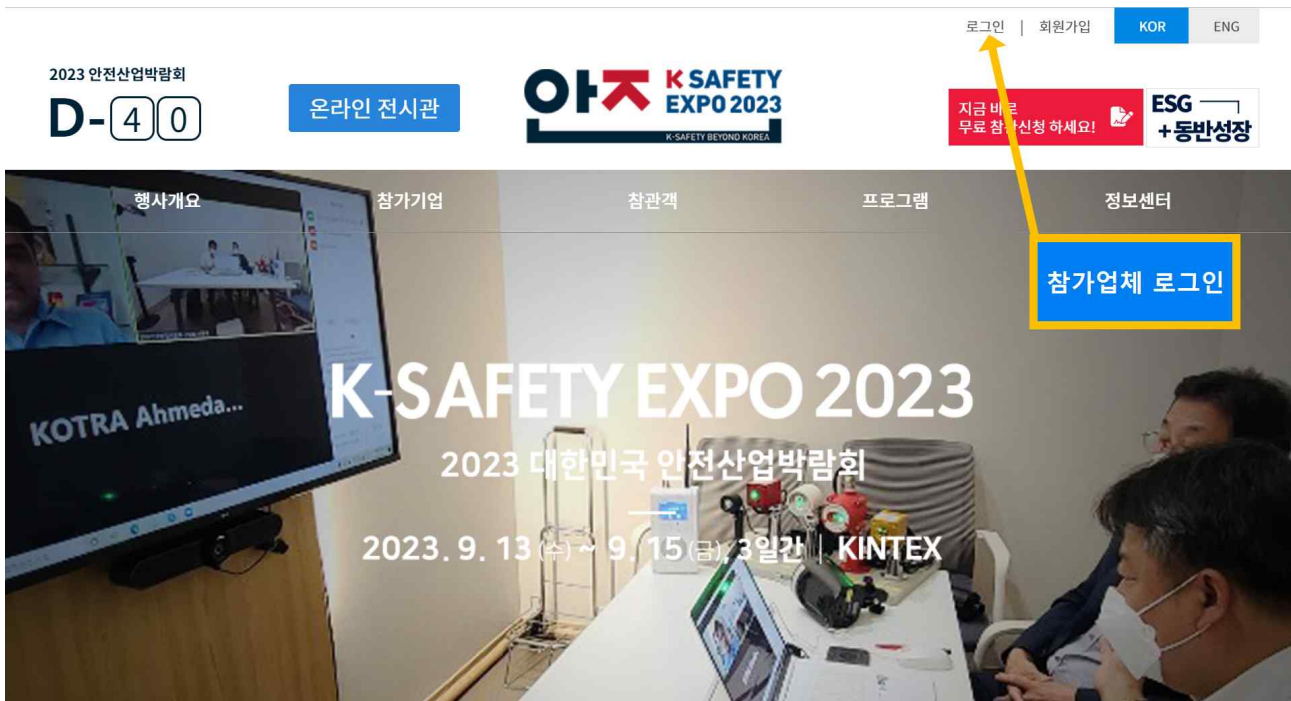 로그인 | 회원가입 KOR ENG
2023 안전산업박람회
D-40
온라인 전시관
안전 K SAFETY
EXPO 2023
K-SAFETY BEYOND KOREA
지금 바로
무료 참관신청 하세요!
ESG
+동반성장
행사개요 참가기업 참관객 프로그램 정보센터
참가업체 로그인
KOTRA Ahmeda...
K-SAFETY EXPO 2023
2023 대한민국 안전산업박람회
2023. 9. 13 (수) ~ 9. 15 (금), 3일간 | KINTEX